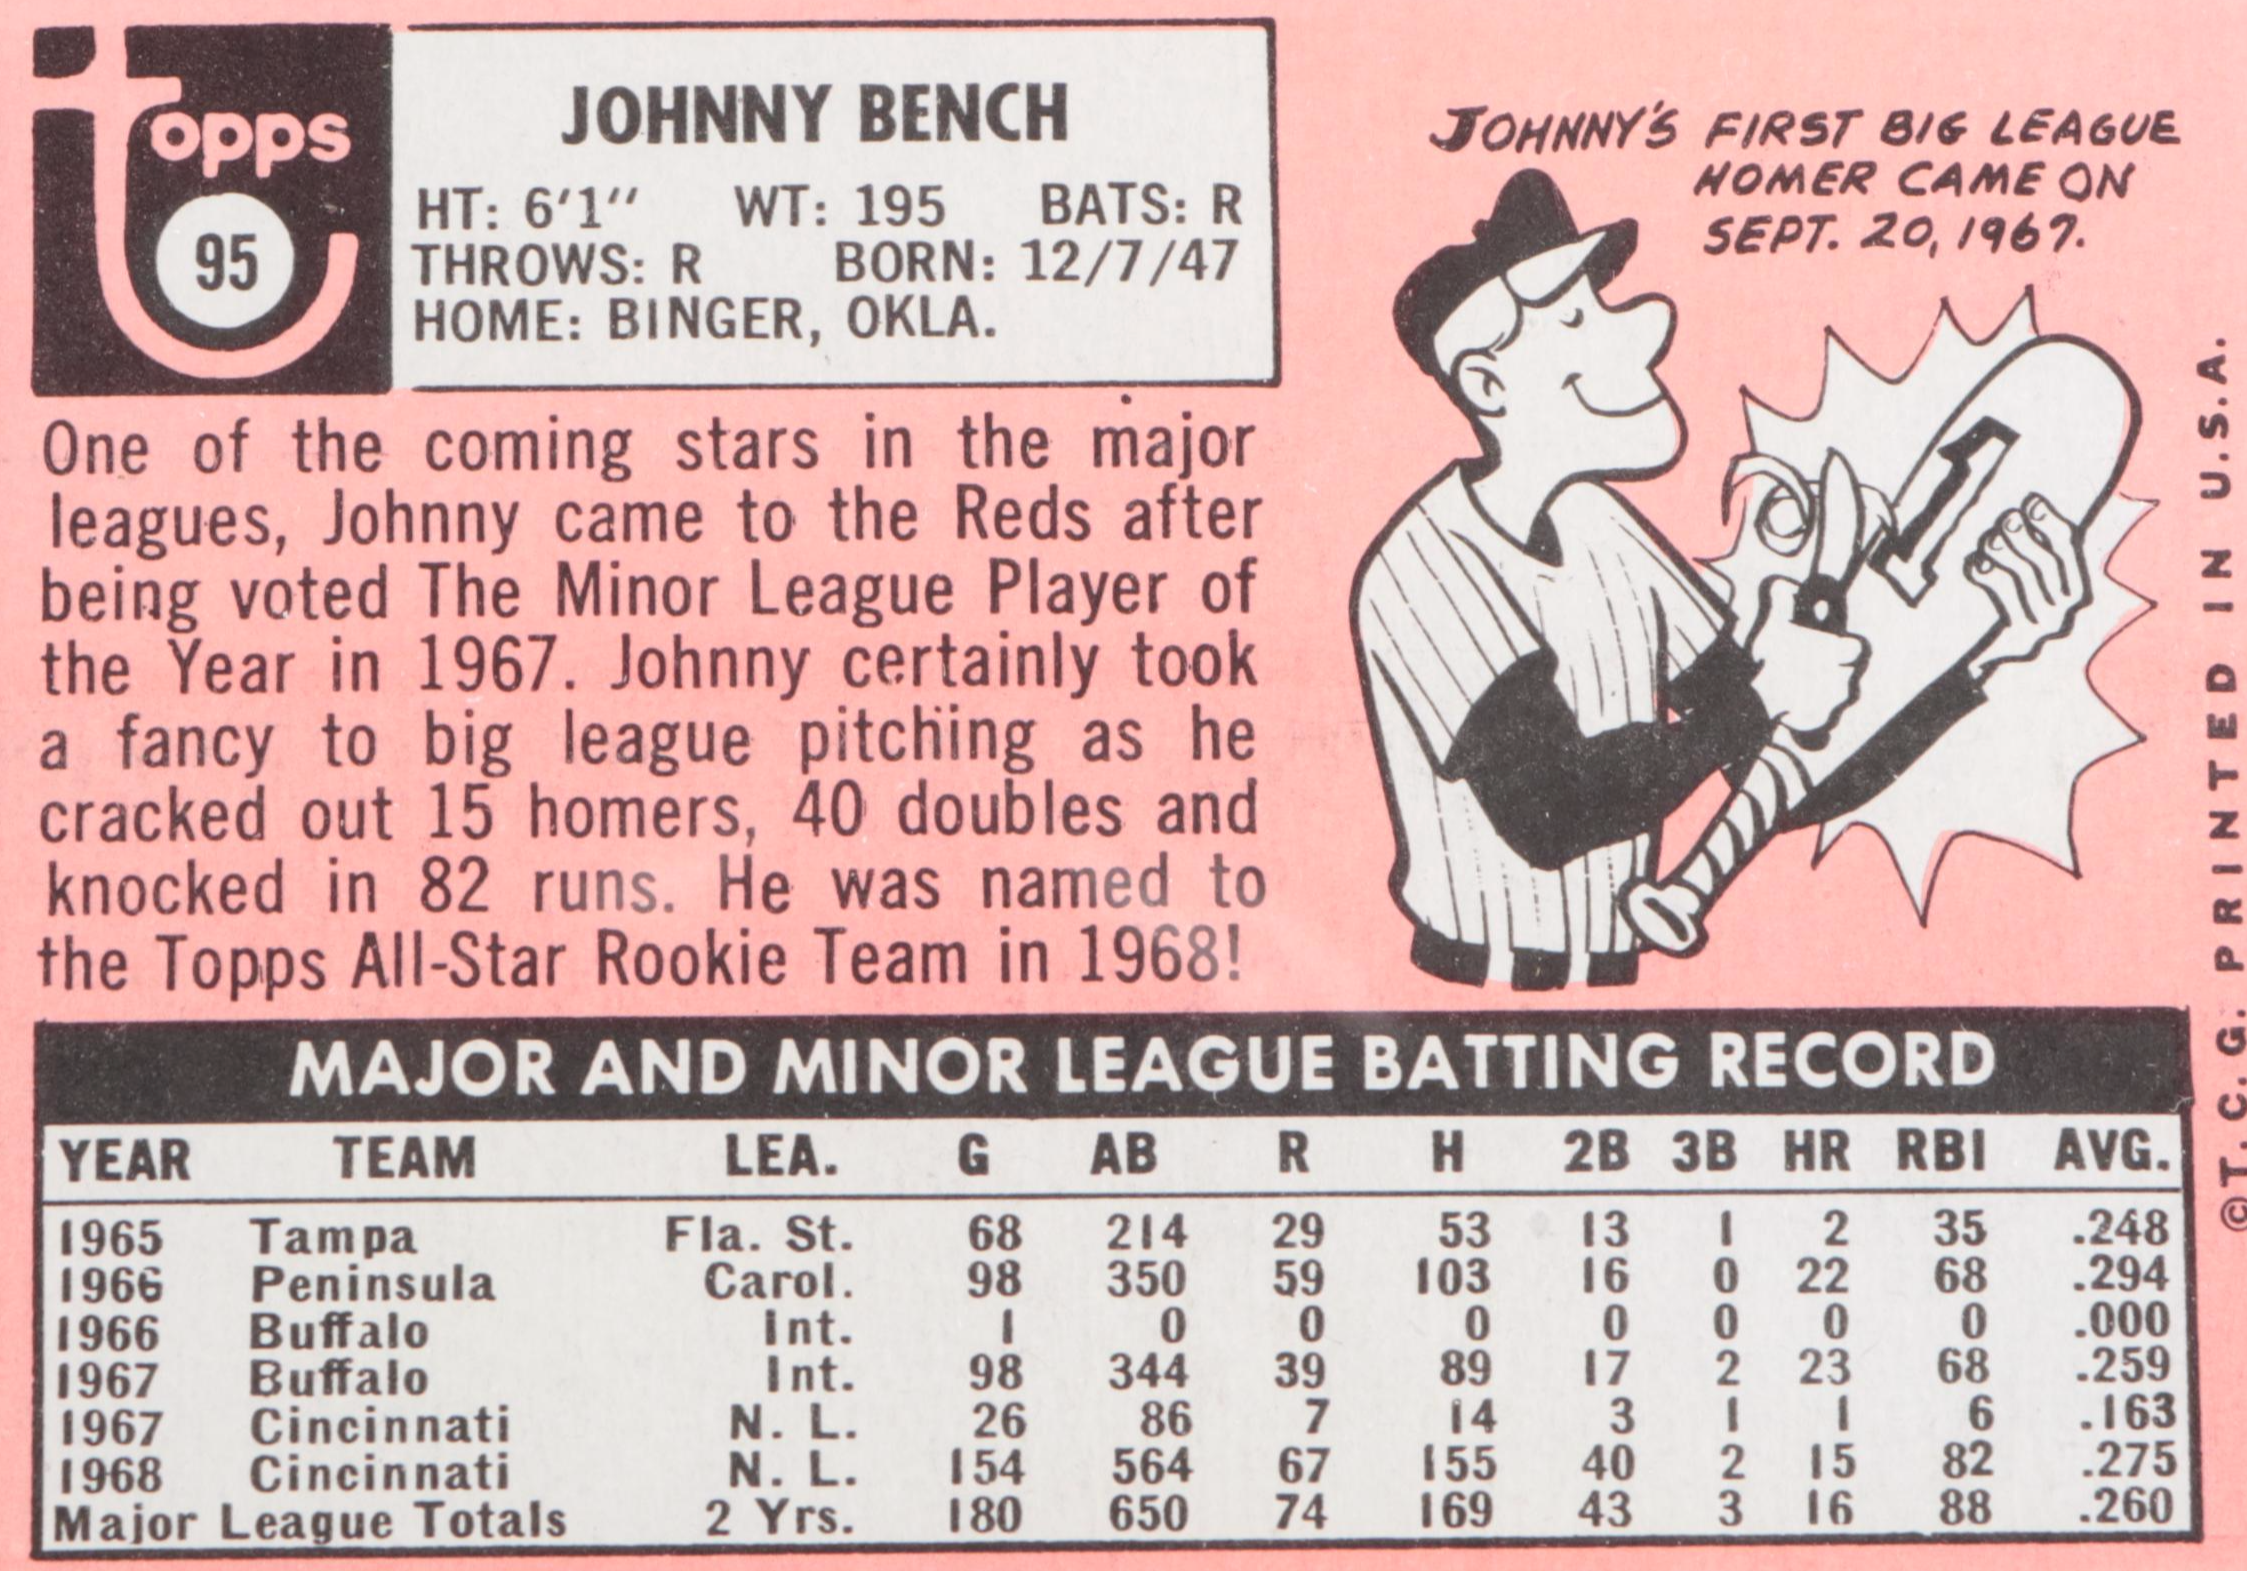 Topps
95
JOHNNY BENCH
HT: 6'1" WT: 195 BATS: R
THROWS: R BORN: 12/7/47
HOME: BINGER, OKLA.
One of the coming stars in the major
leagues, Johnny came to the Reds after
being voted The Minor League Player of
the Year in 1967. Johnny certainly took
a fancy to big league pitching as he
cracked out 15 homers, 40 doubles and
knocked in 82 runs. He was named to
the Topps All-Star Rookie Team in 1968!
JOHNNY'S FIRST BIG LEAGUE
HOMER CAME ON
SEPT. 20, 1967.
1
©T. C. G. PRINTED IN U.S.A.
MAJOR AND MINOR LEAGUE BATTING RECORD
YEAR TEAM LEA. G AB R H 2B 3B HR RBI AVG.
1965 Tampa Fla. St. 68 214 29 53 13 1 2 35 .248
1966 Peninsula Carol. 98 350 59 103 16 0 22 68 .294
1966 Buffalo Int. 1 0 0 0 0 0 0 0 .000
1967 Buffalo Int. 98 344 39 89 17 2 23 68 .259
1967 Cincinnati N. L. 26 86 7 14 3 1 1 6 .163
1968 Cincinnati N. L. 154 564 67 155 40 2 15 82 .275
Major League Totals 2 Yrs. 180 650 74 169 43 3 16 88 .260